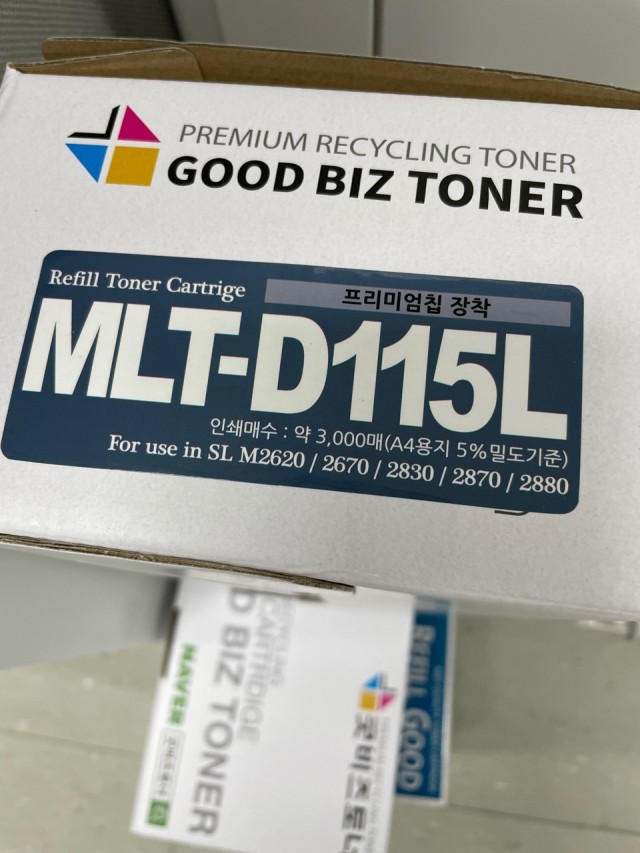 PREMIUM RECYCLING TONER
GOOD BIZ TONER
Refill Toner Cartrige
프리미엄칩 장착
MLT-D115L
인쇄매수 : 약 3,000매(A4용지 5%밀도기준)
For use in SL M2620 / 2670 / 2830 / 2870 / 2880
CARTRIDGE
BIZ TONER
NAVER
굿비즈토너
REFILL GOOD